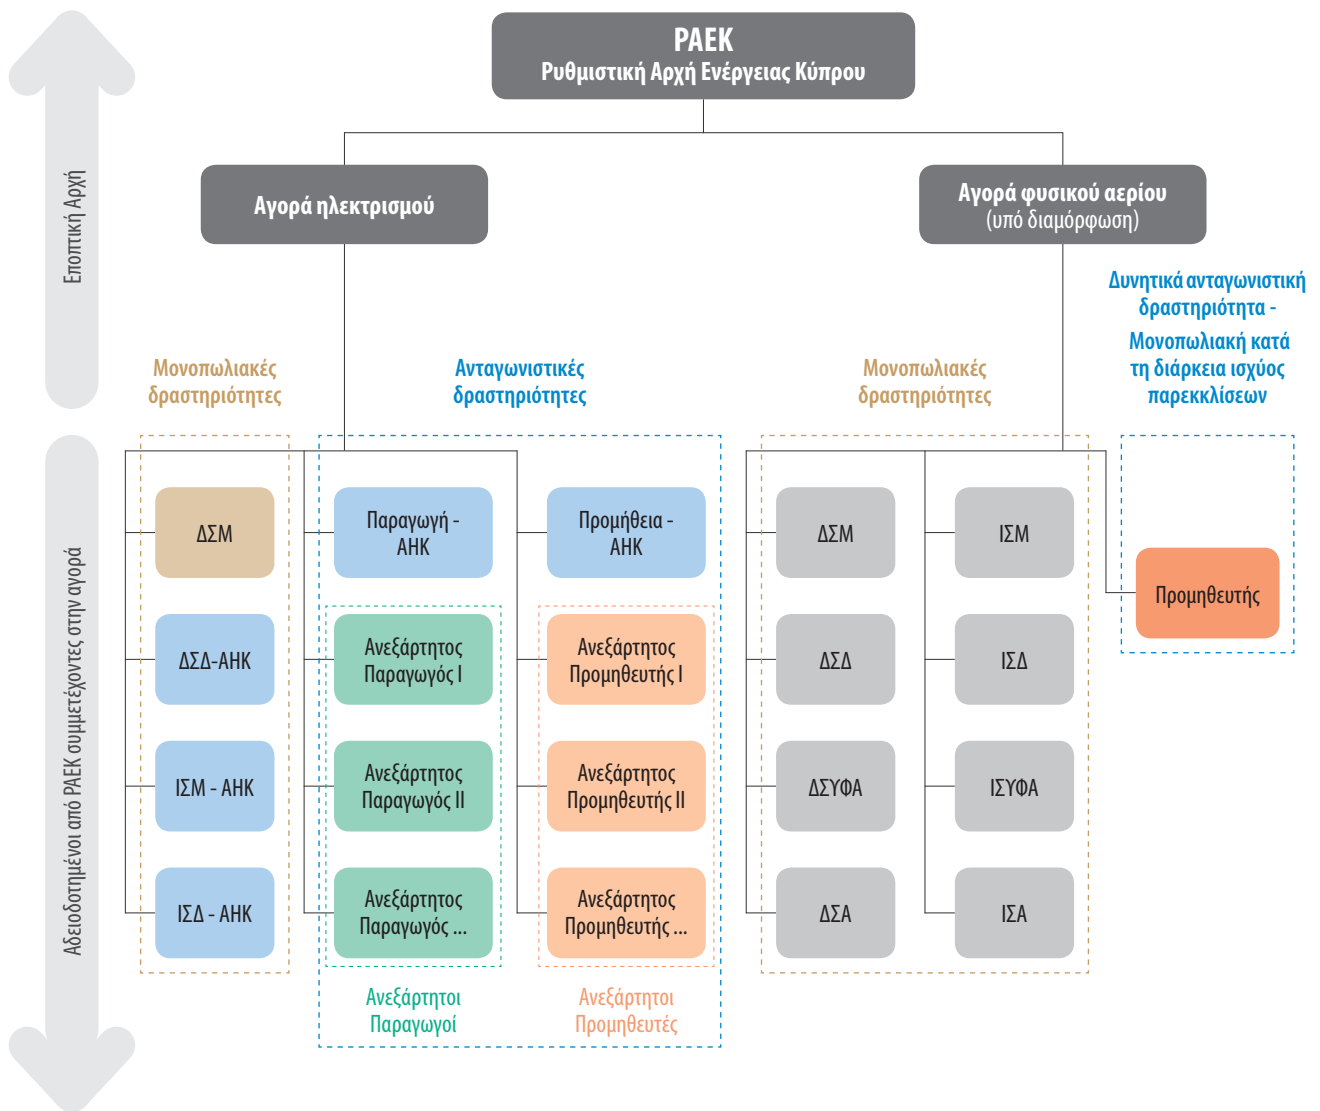 ΡΑΕΚ
Ρυθμιστική Αρχή Ενέργειας Κύπρου
Εποπτική Αρχή
Αγορά ηλεκτρισμού
Αγορά φυσικού αερίου
(υπό διαμόρφωση)
Δυνητικά ανταγωνιστική
δραστηριότητα -
Μονοπωλιακή κατά
τη διάρκεια ισχύος
παρεκκλίσεων
Μονοπωλιακές
δραστηριότητες
Ανταγωνιστικές
δραστηριότητες
Μονοπωλιακές
δραστηριότητες
Αδειοδοτημένοι από ΡΑΕΚ συμμετέχοντες στην αγορά
ΔΣΜ
ΔΣΔ-ΑΗΚ
ΙΣΜ - ΑΗΚ
ΙΣΔ - ΑΗΚ
Παραγωγή -
ΑΗΚ
Ανεξάρτητος
Παραγωγός Ι
Ανεξάρτητος
Παραγωγός ΙΙ
Ανεξάρτητος
Παραγωγός ...
Ανεξάρτητοι
Παραγωγοί
Προμήθεια -
ΑΗΚ
Ανεξάρτητος
Προμηθευτής Ι
Ανεξάρτητος
Προμηθευτής ΙΙ
Ανεξάρτητος
Προμηθευτής ...
Ανεξάρτητοι
Προμηθευτές
ΔΣΜ
ΔΣΔ
ΔΣΥΦΑ
ΔΣΑ
ΙΣΜ
ΙΣΔ
ΙΣΥΦΑ
ΙΣΑ
Προμηθευτής